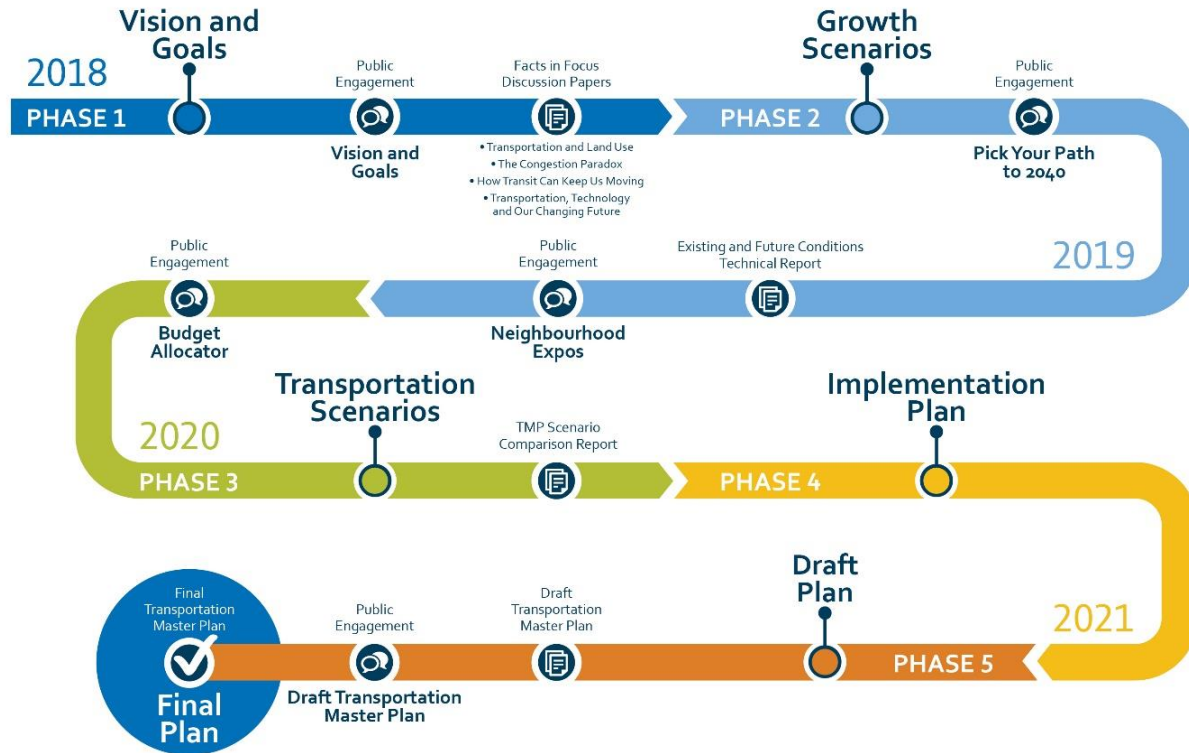 Vision and
Goals
2018
PHASE 1
Public
Engagement
Vision and
Goals
Facts in Focus
Discussion Papers
• Transportation and Land Use
• The Congestion Paradox
• How Transit Can Keep Us Moving
• Transportation, Technology
and Our Changing Future
Growth
Scenarios
PHASE 2
Public
Engagement
Pick Your Path
to 2040
2019
Existing and Future Conditions
Technical Report
Public
Engagement
Neighbourhood
Expos
Public
Engagement
Budget
Allocator
2020
PHASE 3
Transportation
Scenarios
TMP Scenario
Comparison Report
PHASE 4
Implementation
Plan
2021
PHASE 5
Draft
Plan
Draft
Transportation
Master Plan
Public
Engagement
Draft Transportation
Master Plan
Final
Transportation
Master Plan
Final
Plan